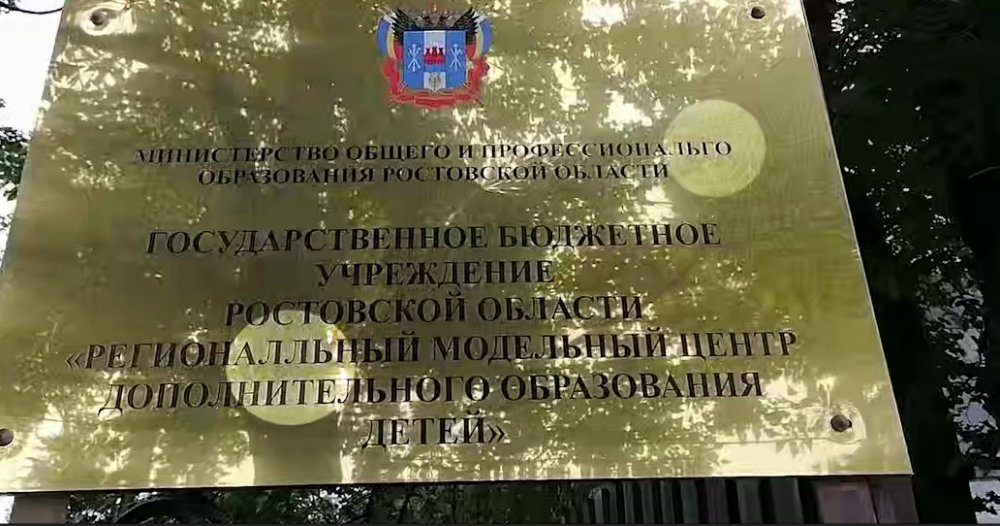 МИНИСТЕРСТВО ОБЩЕГО И ПРОФЕССИОНАЛЬГО
ОБРАЗОВАНИЯ РОСТОВСКОЙ ОБЛАСТИ
ГОСУДАРСТВЕННОЕ БЮДЖЕТНОЕ
УЧРЕЖДЕНИЕ
РОСТОВСКОЙ ОБЛАСТИ
«РЕГИОНАЛЛЬНЫЙ МОДЕЛЬНЫЙ ЦЕНТР
ДОПОЛНИТЕЛЬНОГО ОБРАЗОВАНИЯ
ДЕТЕЙ»